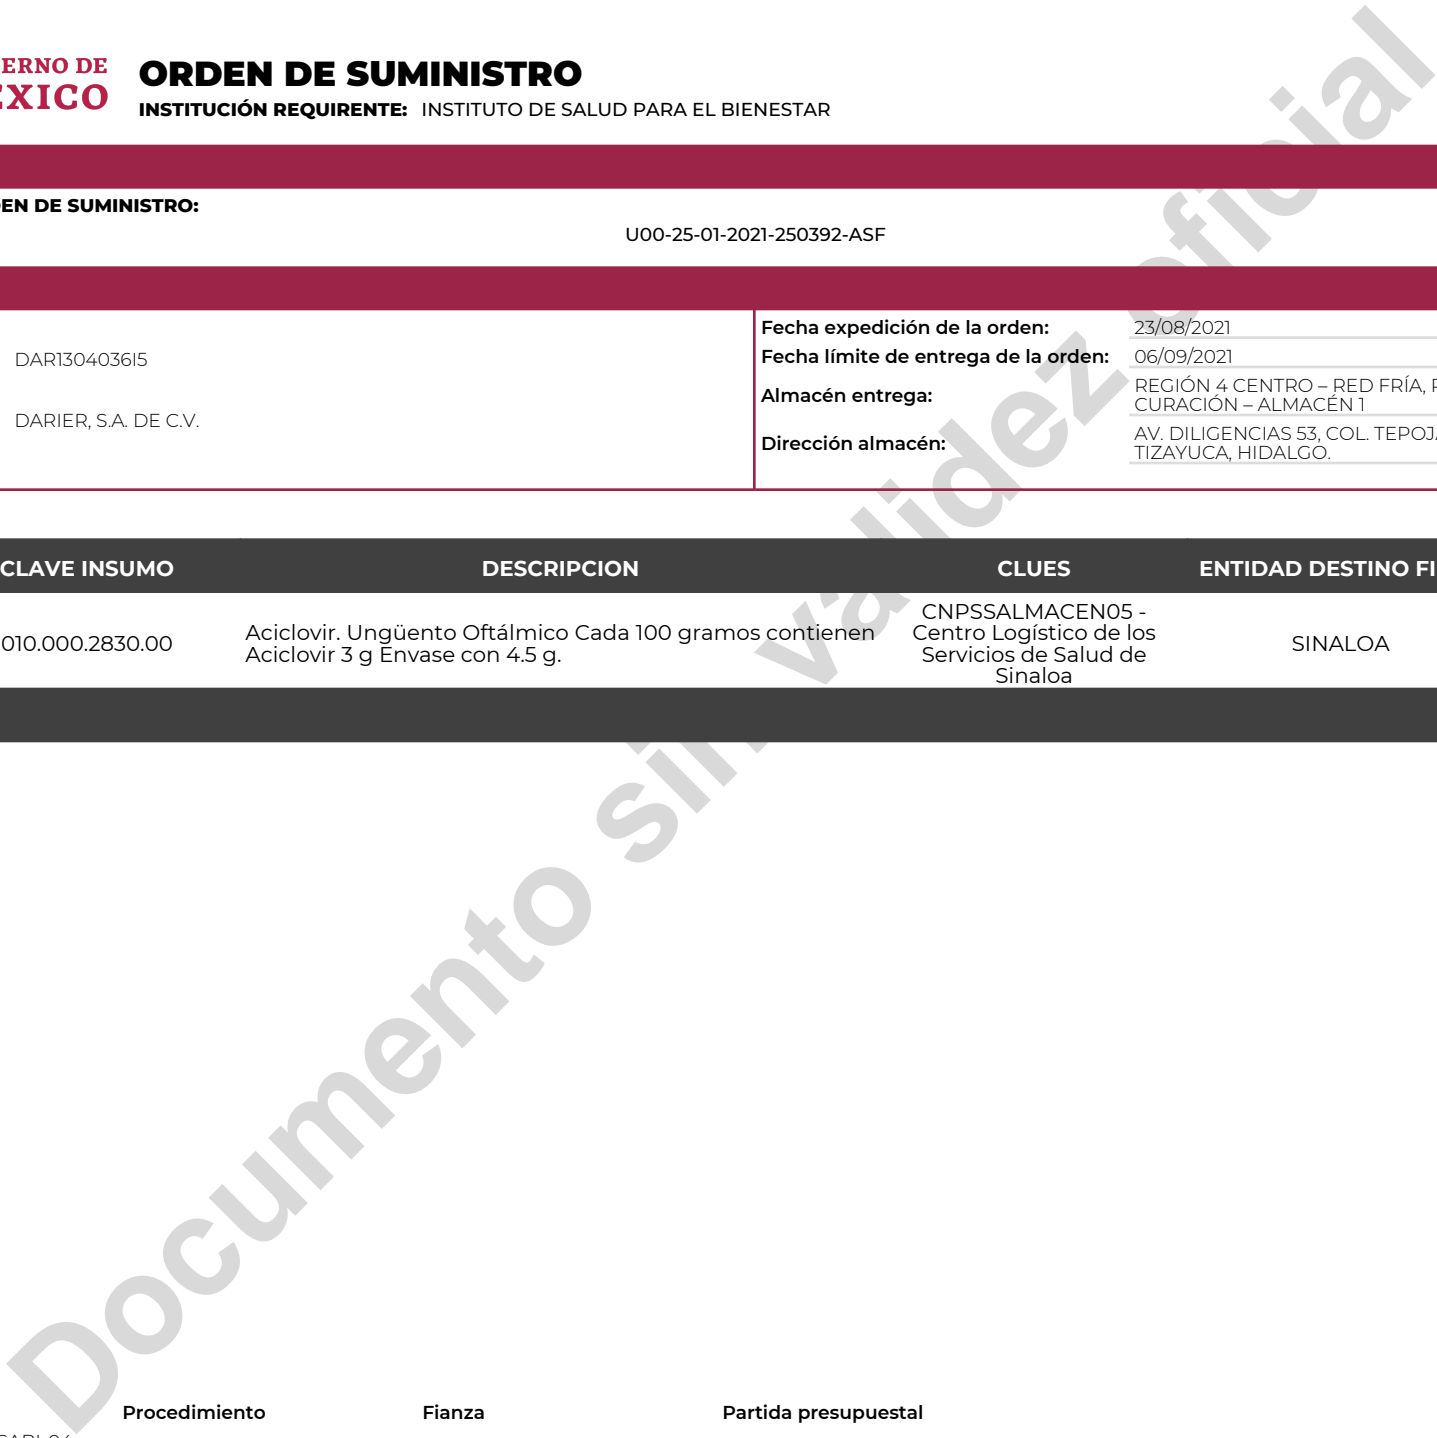 ORDEN DE SUMINISTRO
INSTITUCIÓN REQUIRENTE: INSTITUTO DE SALUD PARA EL BIENESTAR
EN DE SUMINISTRO:
U00-25-01-2021-250392-ASF
DAR1304036I5
DARIER, S.A. DE C.V.
Fecha expedición de la orden: 23/08/2021
Fecha límite de entrega de la orden: 06/09/2021
Almacén entrega: REGIÓN 4 CENTRO – RED FRÍA,
CURACIÓN – ALMACÉN 1
Dirección almacén: AV. DILIGENCIAS 53, COL.
TIZAYUCA, HIDALGO.
CLAVE INSUMO DESCRIPCION CLUES ENTIDAD DESTINO FI
010.000.2830.00
Aciclovir. Ungüento Oftálmico Cada 100 gramos contienen
Aciclovir 3 g Envase con 4.5 g.
CNPSSALMACEN05 -
Centro Logístico de los
Servicios de Salud de
Sinaloa
SINALOA
Documento sin validez oficial
Procedimiento Fianza Partida presupuestal
ERNO DE
EXICO